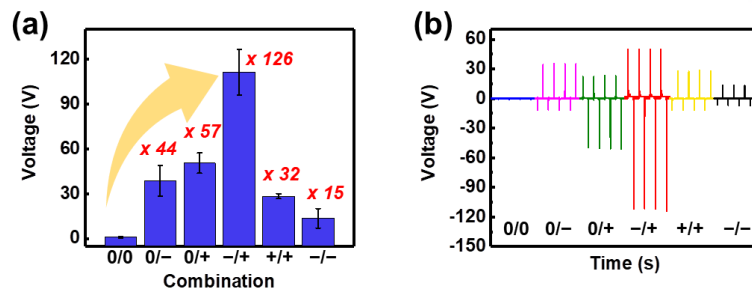 (a)
Voltage (V)
120
90
60
30
0
x 44
x 57
x 126
x 32
x 15
0/0 0/− 0/+ −/+ +/+ −/−
Combination
(b)
Voltage (V)
60
30
0
-30
-60
-90
-120
-150
0/0 0/− 0/+ −/+ +/+ −/−
Time (s)